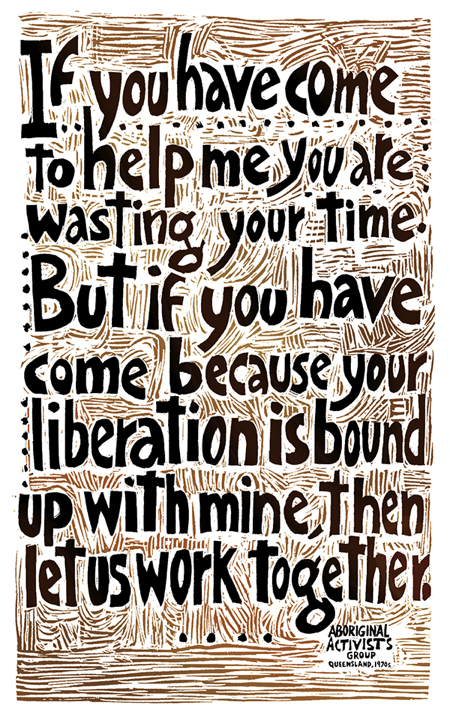 If you have come
to help me you are
wasting your time.
But if you have
come because your
liberation is bound
up with mine, then
let us work together.
ABORIGINAL
ACTIVISTS
GROUP
QUEENSLAND, 1970s